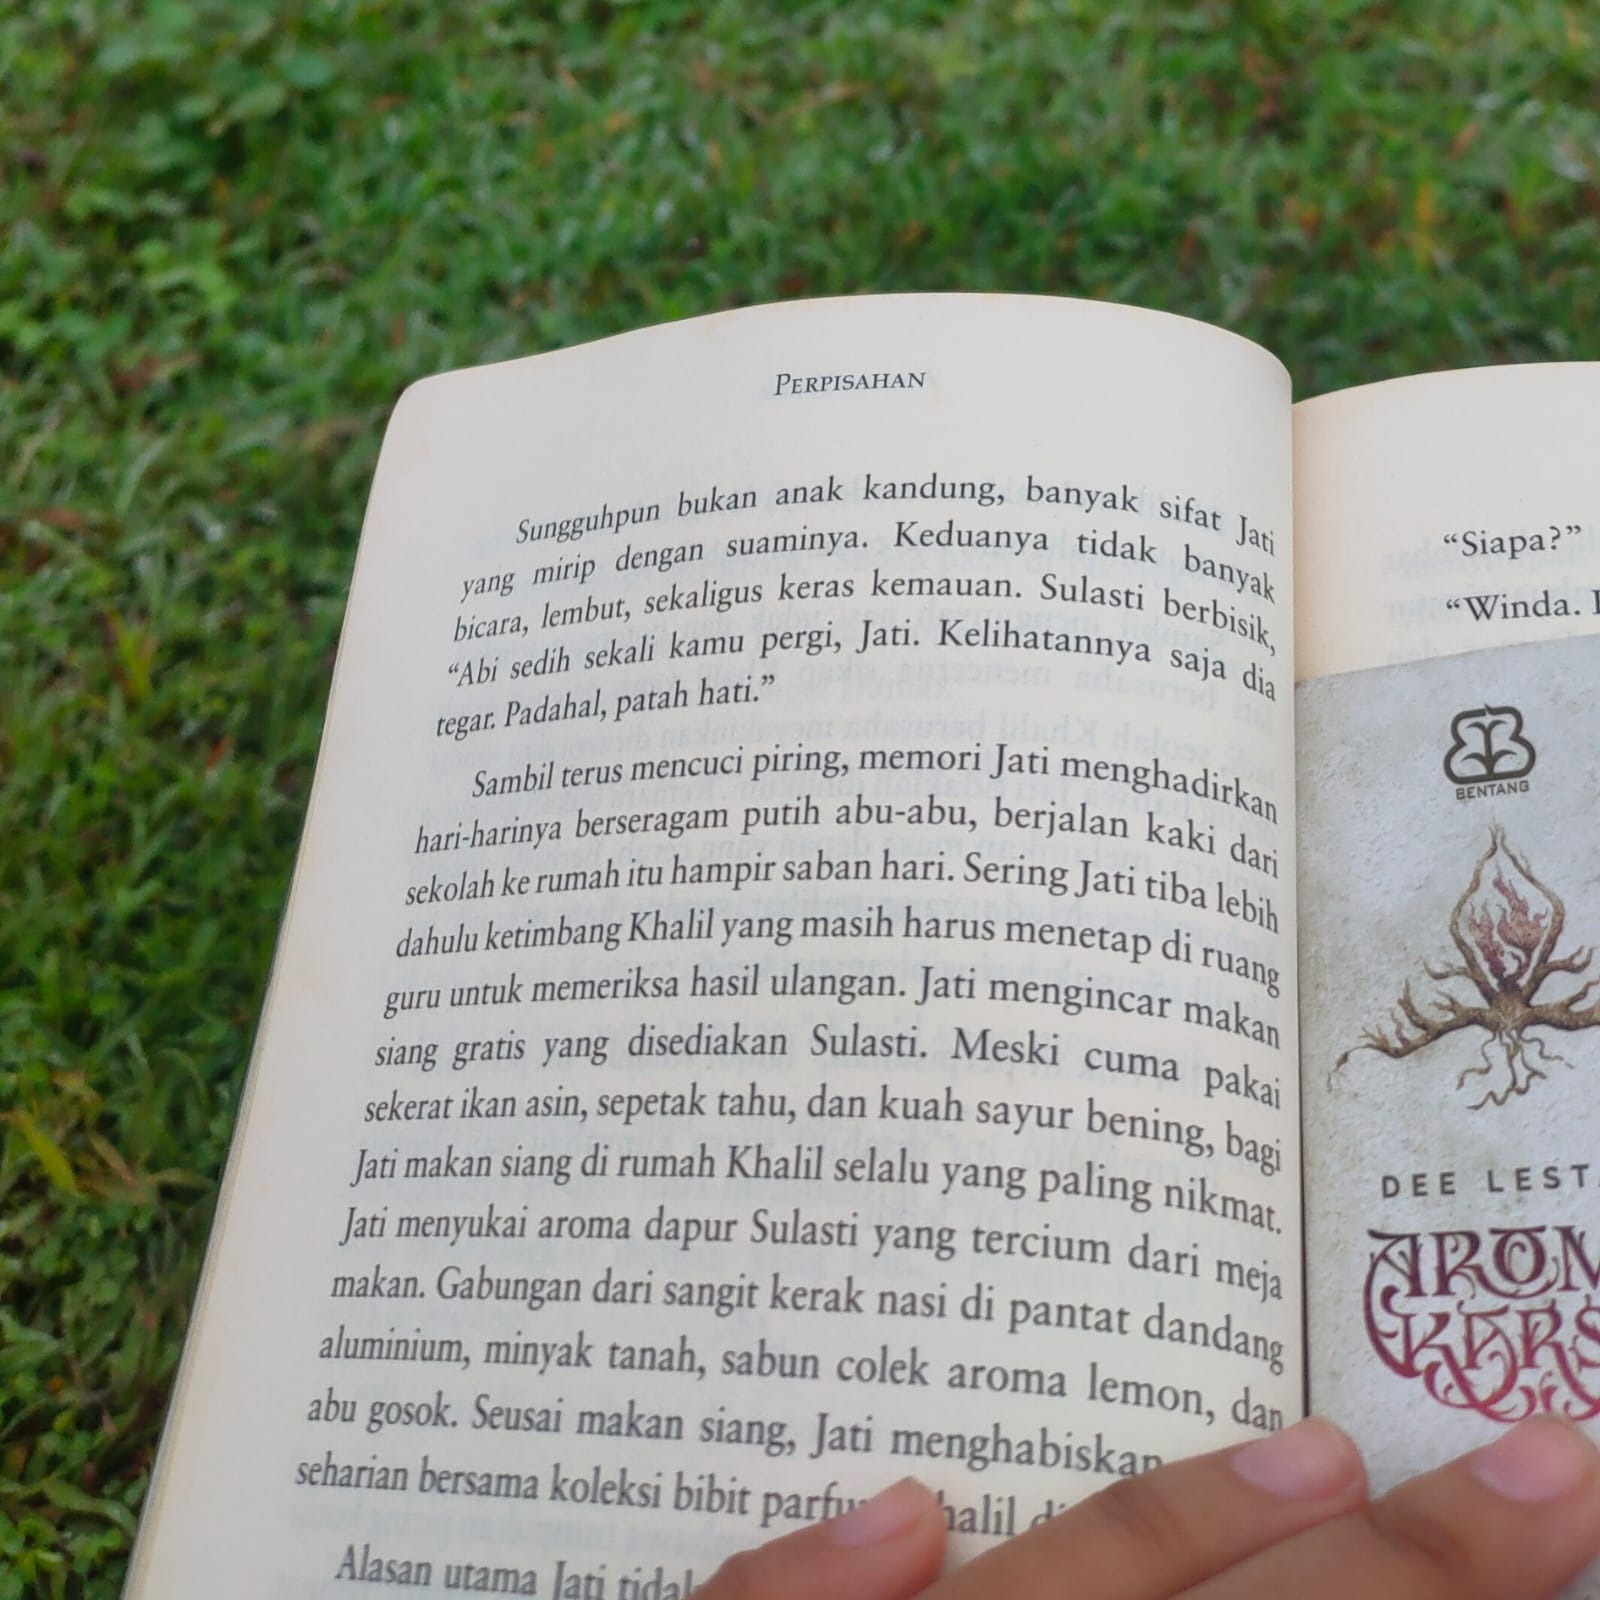 PERPISAHAN
Sungguhpun bukan anak kandung, banyak sifat Jati
yang mirip dengan suaminya. Keduanya tidak banyak
bicara, lembut, sekaligus keras kemauan. Sulasti berbisik,
“Abi sedih sekali kamu pergi, Jati. Kelihatannya saja dia
tegar. Padahal, patah hati.”
Sambil terus mencuci piring, memori Jati menghadirkan
hari-harinya berseragam putih abu-abu, berjalan kaki dari
sekolah ke rumah itu hampir saban hari. Sering Jati tiba lebih
dahulu ketimbang Khalil yang masih harus menetap di ruang
guru untuk memeriksa hasil ulangan. Jati mengincar makan
siang gratis yang disediakan Sulasti. Meski cuma pakai
sekerat ikan asin, sepetak tahu, dan kuah sayur bening, bagi
Jati makan siang di rumah Khalil selalu yang paling nikmat.
Jati menyukai aroma dapur Sulasti yang tercium dari meja
makan. Gabungan dari sangit kerak nasi di pantat dandang
aluminium, minyak tanah, sabun colek aroma lemon, dan
abu gosok. Seusai makan siang, Jati menghabiskan
seharian bersama koleksi bibit
Alasan utama Jati
“Siapa?”
“Winda.
BENTANG
DEE